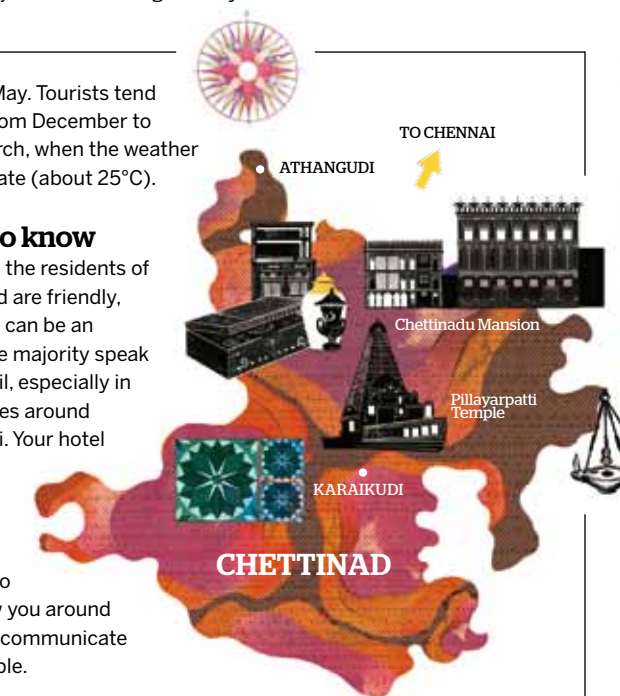 May. Tourists tend
om December to
rch, when the weather
ate (about 25°C).
o know
the residents of
d are friendly,
can be an
e majority speak
il, especially in
es around
i. Your hotel
o
you around
communicate
ple.
TO CHENNAI
ATHANGUDI
Chettinadu Mansion
Pillayarpatti
Temple
KARAIKUDI
CHETTINAD